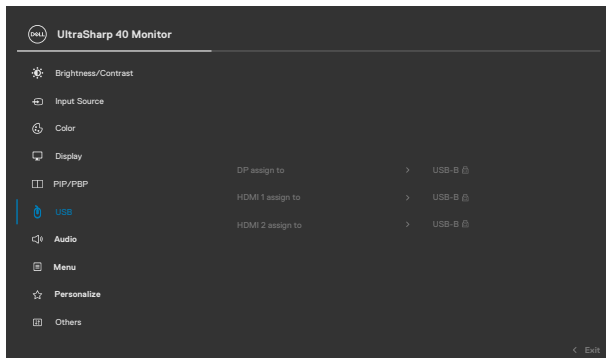 DELL
UltraSharp 40 Monitor
Brightness/Contrast
Input Source
Color
Display
PIP/PBP
USB
Audio
Menu
Personalize
Others
DP assign to > USB-B
HDMI 1 assign to > USB-B
HDMI 2 assign to > USB-B
< Exit